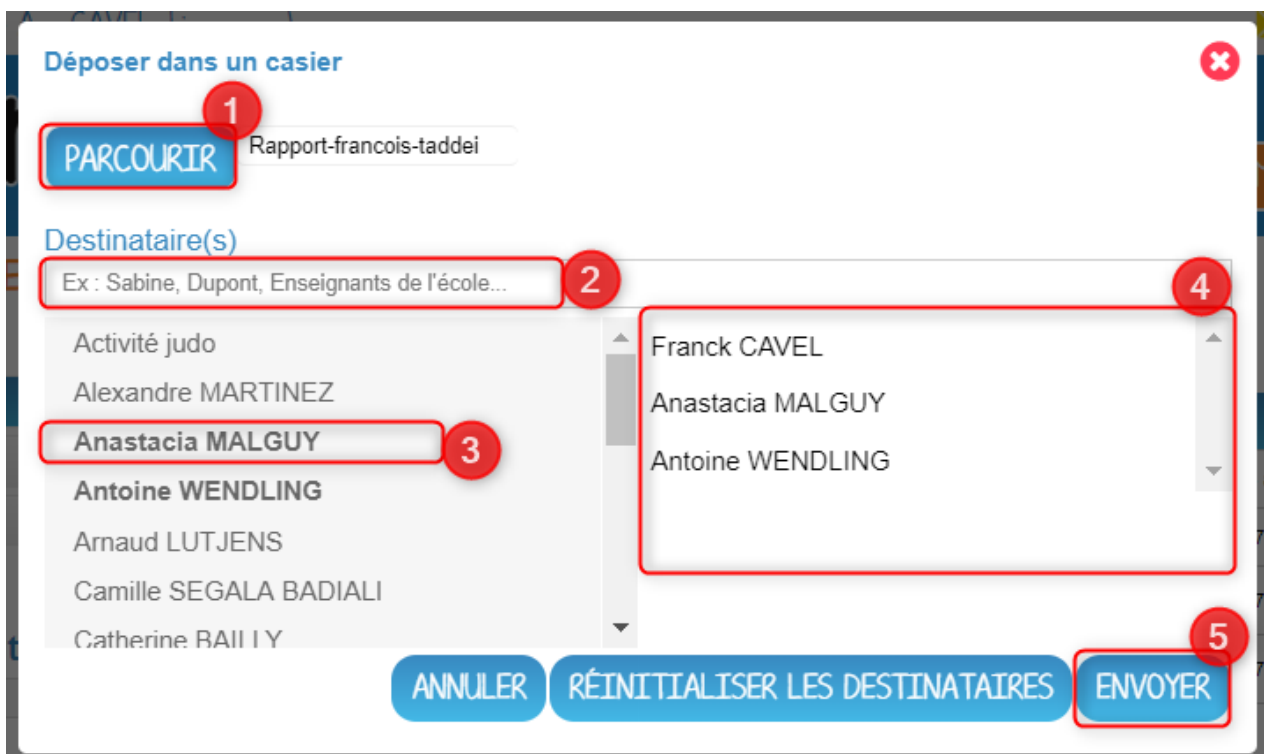 Déposer dans un casier
1
PARCOURIR Rapport-francois-taddei
Destinataire(s)
Ex : Sabine, Dupont, Enseignants de l'école...
2
4
Activité judo
Alexandre MARTINEZ
Anastacia MALGUY
3
Antoine WENDLING
Arnaud LUTJENS
Camille SEGALA BADIALI
Catherine BAILLY
Franck CAVEL
Anastacia MALGUY
Antoine WENDLING
5
ANNULER RÉINITIALISER LES DESTINATAIRES ENVOYER